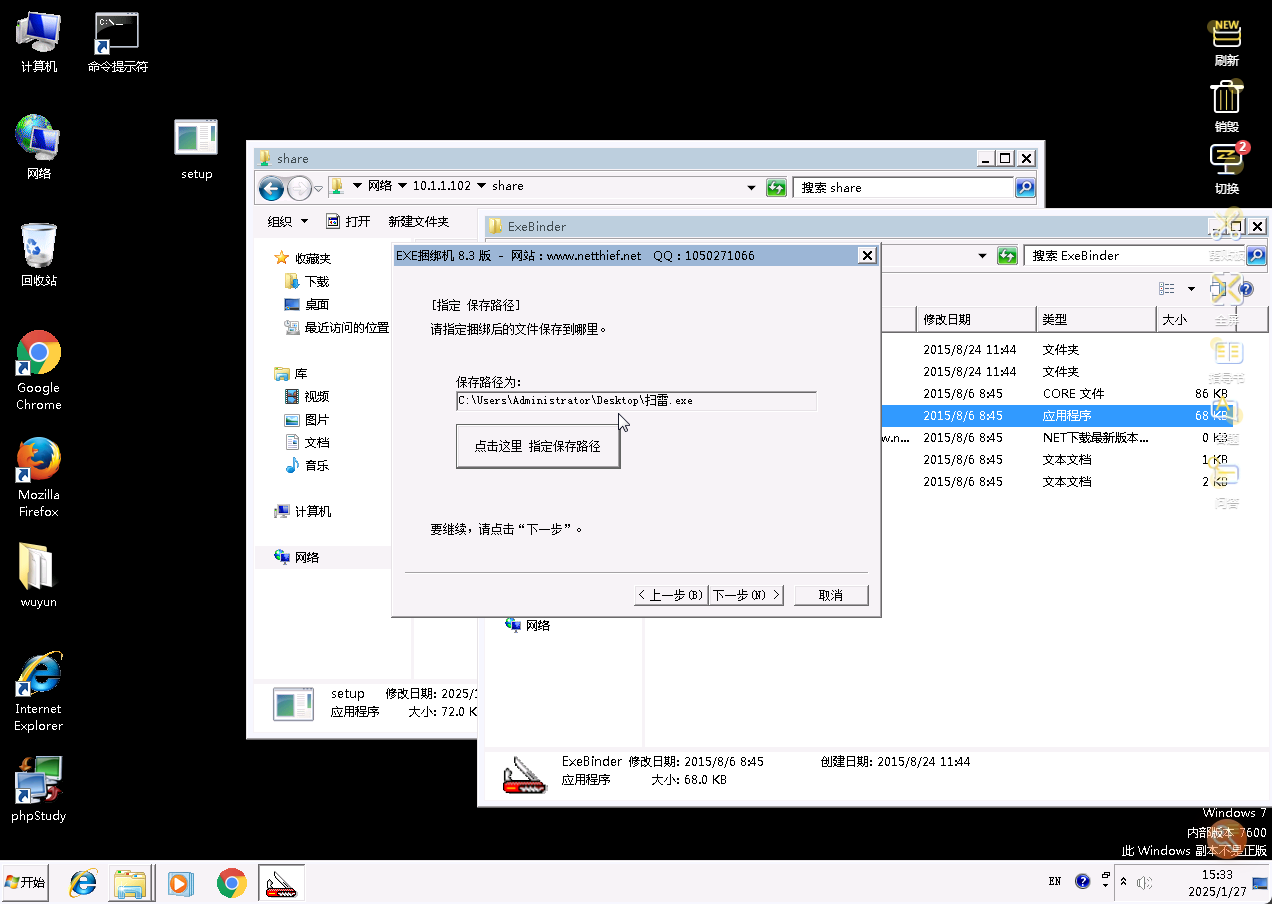 计算机
命令提示符
网络
setup
回收站
Google
Chrome
Mozilla
Firefox
wuyun
Internet
Explorer
phpStudy
NEW
刷新
销毁
2
切换
share
网络 10.1.1.102 share
搜索 share
组织 打开 新建文件夹
收藏夹
下载
桌面
最近访问的位置
库
视频
图片
文档
音乐
计算机
网络
setup 修改日期: 2025/1
应用程序 大小: 72.0 K
ExeBinder
搜索 ExeBinder
修改日期 类型 大小
2015/8/24 11:44 文件夹
2015/8/24 11:44 文件夹
2015/8/6 8:45 CORE 文件 86 KB
2015/8/6 8:45 应用程序 68 KB
w.n... 2015/8/6 8:45 NET下载最新版本... 0 KB
2015/8/6 8:45 文本文档 1 KB
2015/8/6 8:45 文本文档 2 KB
网络
ExeBinder 修改日期: 2015/8/6 8:45 创建日期: 2015/8/24 11:44
应用程序 大小: 68.0 KB
EXE捆绑机 8.3 版 - 网站：www.netthief.net QQ：1050271066
[指定 保存路径]
请指定捆绑后的文件保存到哪里。
保存路径为:
C:\Users\Administrator\Desktop\扫雷.exe
点击这里 指定保存路径
要继续，请点击“下一步”。
< 上一步(B) 下一步(N) > 取消
全屏
Windows 7
内部版本 7600
此 Windows 副本不是正版
开始
EN
15:33
2025/1/27